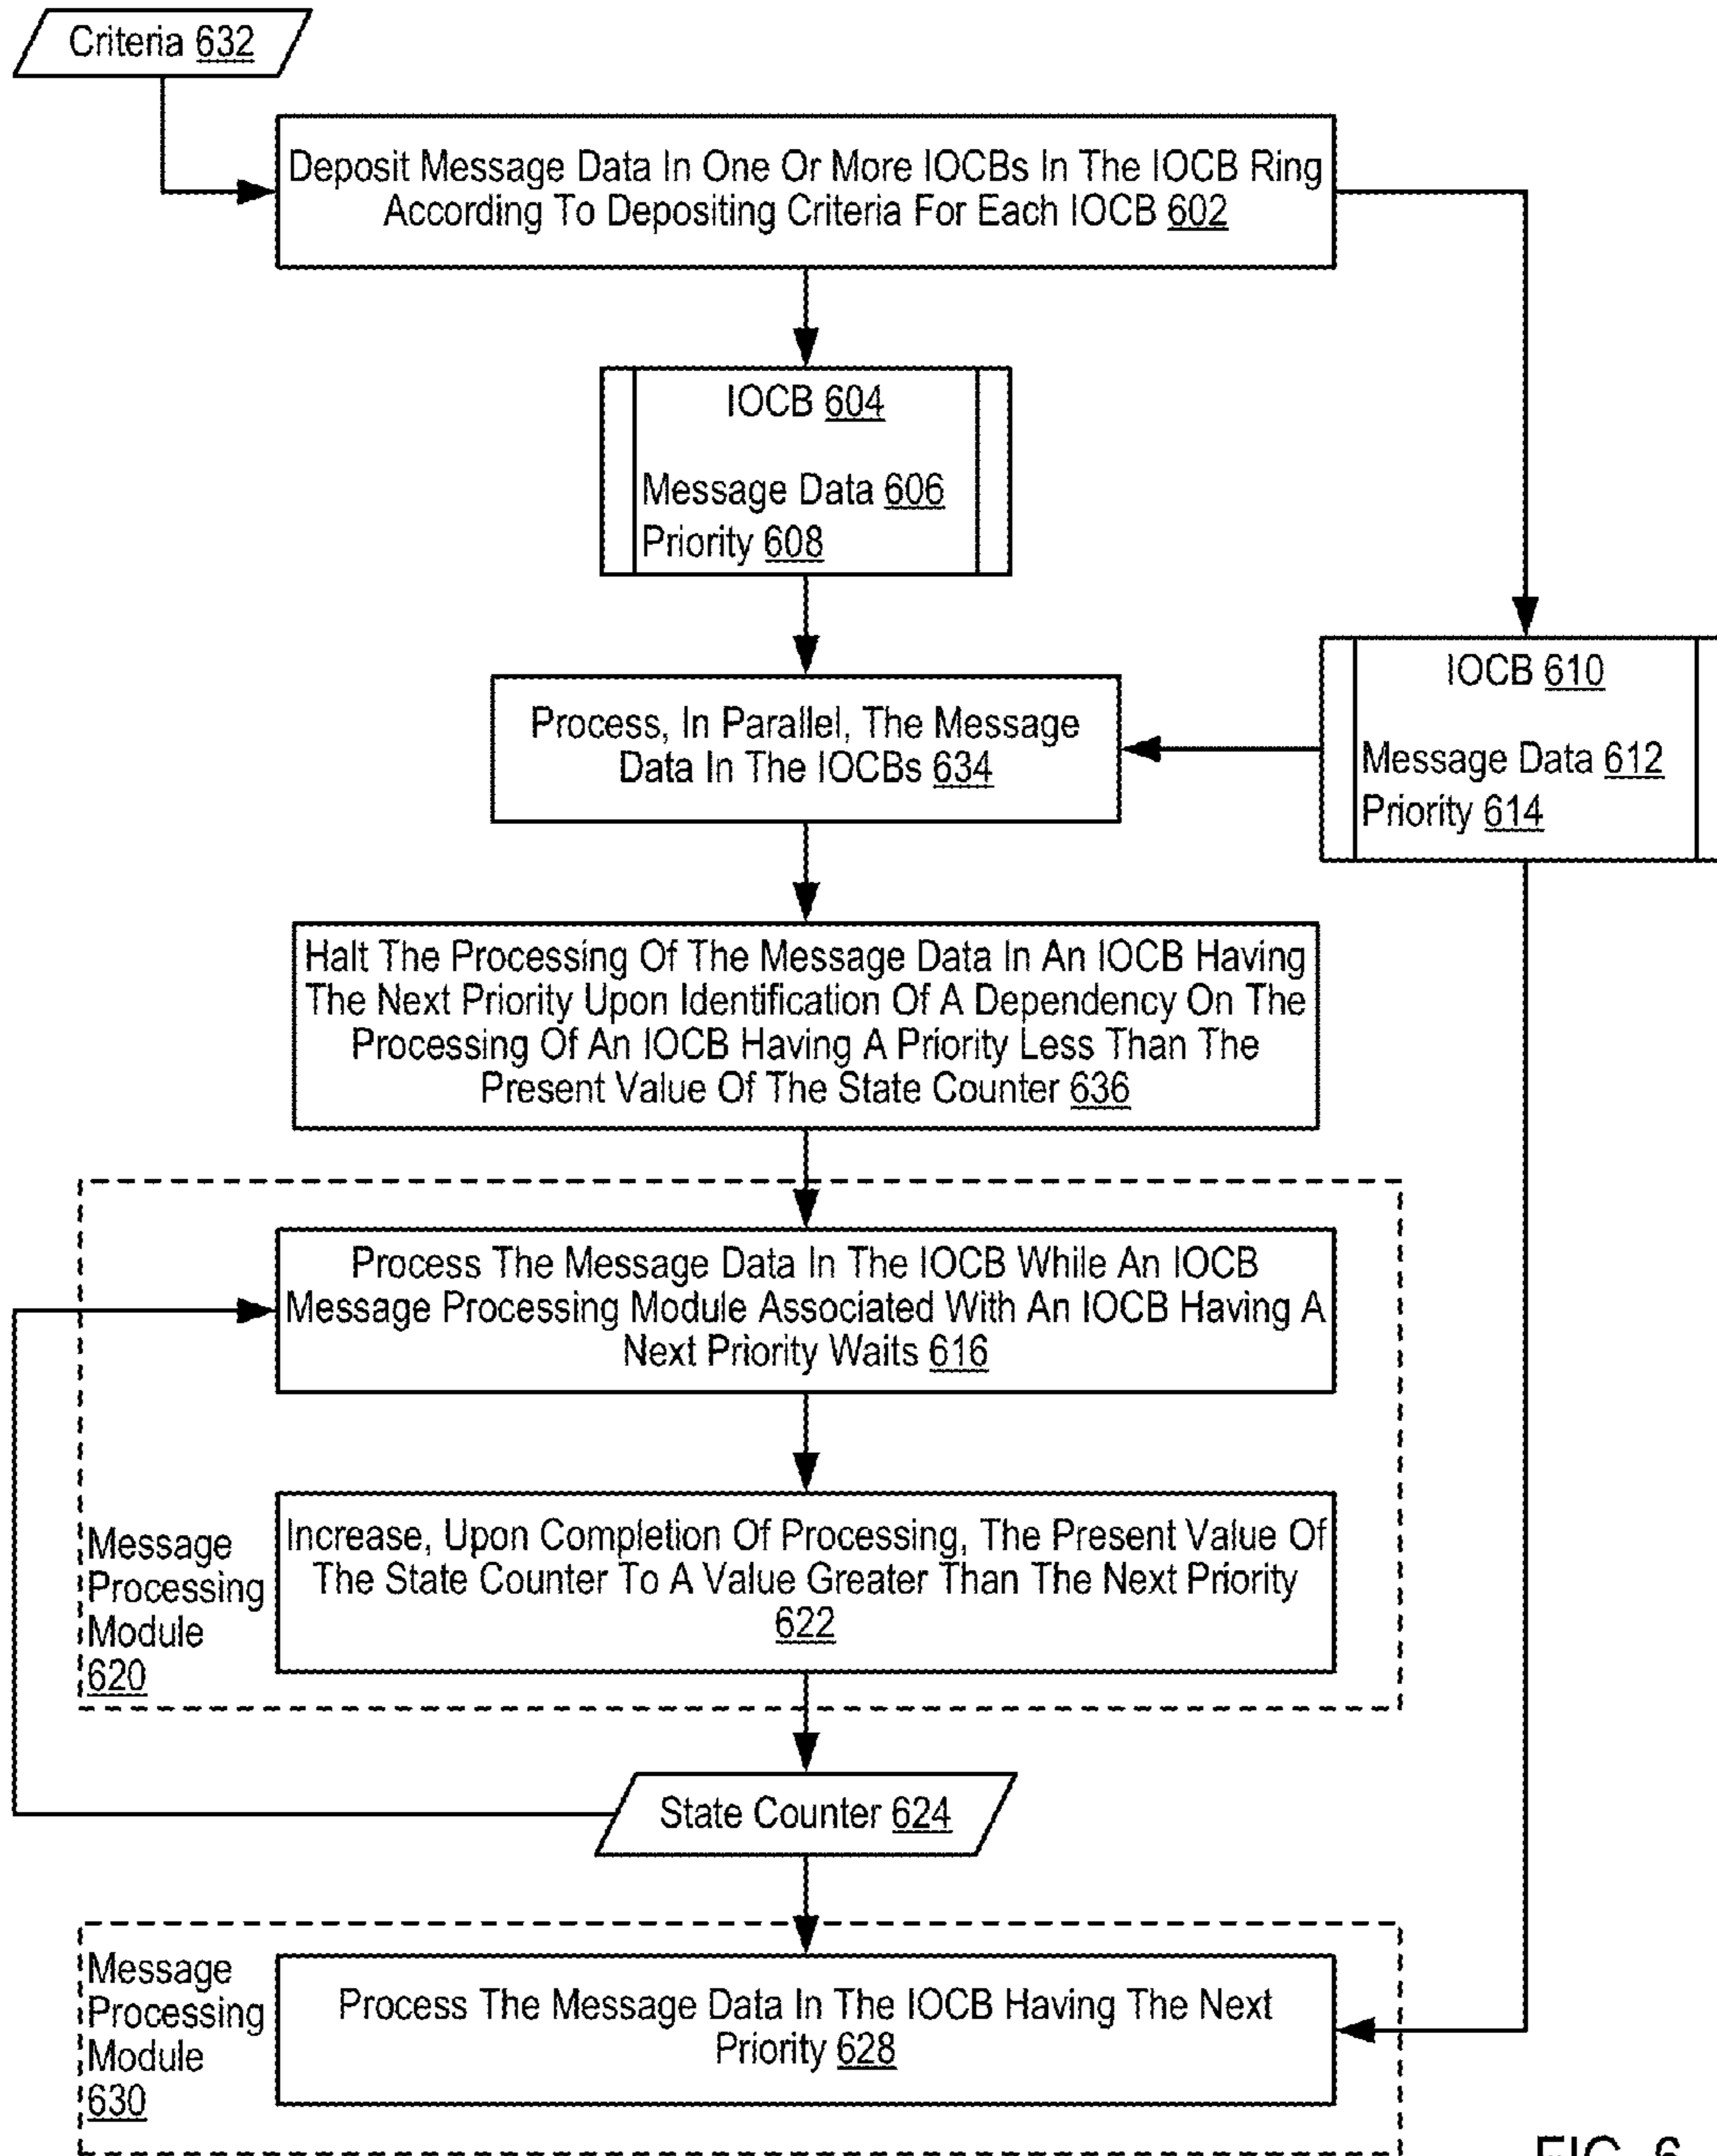 Criteria 632
Deposit Message Data In One Or More IOCBs In The IOCB Ring
According To Depositing Criteria For Each IOCB 602
IOCB 604
Message Data 606
Priority 608
IOCB 610
Message Data 612
Priority 614
Process, In Parallel, The Message
Data In The IOCBs 634
Halt The Processing Of The Message Data In An IOCB Having
The Next Priority Upon Identification Of A Dependency On The
Processing Of An IOCB Having A Priority Less Than The
Present Value Of The State Counter 636
Process The Message Data In The IOCB While An IOCB
Message Processing Module Associated With An IOCB Having A
Next Priority Waits 616
Increase, Upon Completion Of Processing, The Present Value Of
The State Counter To A Value Greater Than The Next Priority
622
Message
Processing
Module
620
State Counter 624
Message
Processing
Module
630
Process The Message Data In The IOCB Having The Next
Priority 628
FIG. 6